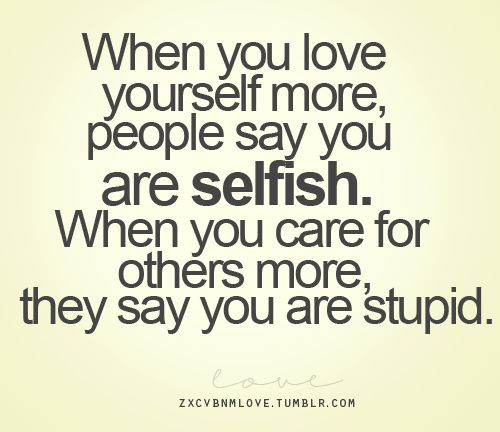 When you love
yourself more,
people say you
are selfish.
When you care for
others more,
they say you are stupid.
love
ZXCVBNMLOVE.TUMBLR.COM